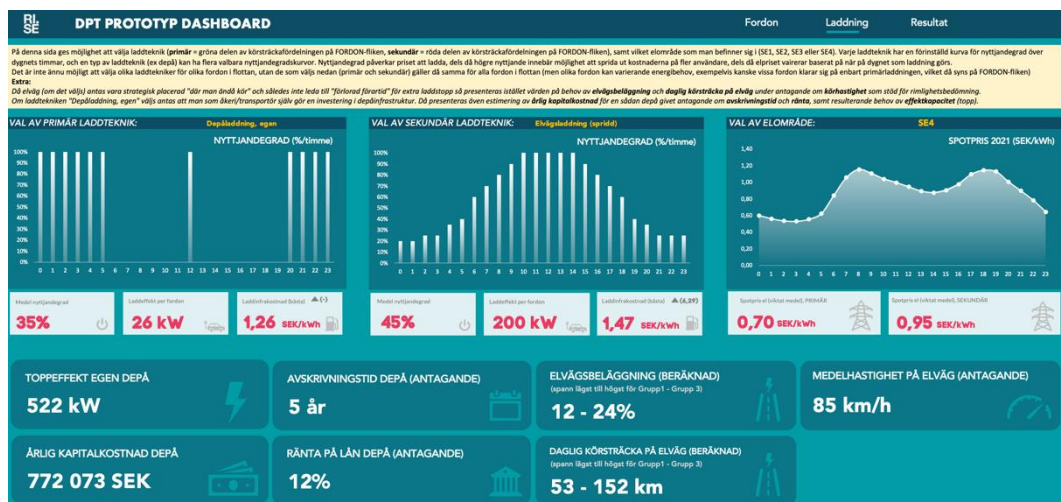 RI.
SE
DPT PROTOTYP DASHBOARD
Fordon
Laddning
Resultat
På denna sida ges möjlighet att välja laddteknik (primär = gröna delen av körsträckafördelningen på FORDON-fliken, sekundär = röda delen av körsträckafördelningen på FORDON-fliken), samt vilket elområde som man befinner sig i (SE1, SE2, SE3 eller SE4). Varje laddteknik har en förinställd kurva för nyttjandegrad över
dygnets timmar, och en typ av laddteknik (ex depå) kan ha flera valbara nyttjandegradskurvor. Nyttjandegrad påverkar priset att ladda, dels då högre nyttjande innebär möjlighet att sprida ut kostnaderna på fler användare, dels då elpriset vairerar baserat på när på dygnet som laddning görs.
Det är inte ännu möjligt att välja olika laddtekniker för olika fordon i flottan, utan de som väljs nedan (primär och sekundär) gäller då samma för alla fordon i flottan (men olika fordon kan varierande energibehov, exempelvis kanske vissa fordon klarar sig på enbart primärladdningen, vilket då syns på FORDON-fliken)
Extra:
Då elväg (om det väljs) antas vara strategisk placerad "där man ändå kör" och således inte leda till "förlorad förartid" för extra laddstopp så presenteras istället värden på behov av elvägsbeläggning och daglig körsträcka på elväg under antagande om körhastighet som stöd för rimlighetsbedömning.
Om laddtekniken "Depåladdning, egen" väljs antas att man som åkeri/transportör själv gör en investering i depåinfrastruktur. Då presenteras även estimering av årlig kapitalkostnad för en sådan depå givet antagande om avskrivningstid och ränta, samt resulterande behov av effektkapacitet (topp).
VAL AV PRIMÄR LADDTEKNIK:
Depåladdning, egen
NYTTJANDEGRAD (%/timme)
100%
90%
80%
70%
60%
50%
40%
30%
20%
10%
0%
0 1 2 3 4 5 6 7 8 9 10 11 12 13 14 15 16 17 18 19 20 21 22 23
VAL AV SEKUNDÄR LADDTEKNIK:
Elvägsladdning (spridd)
NYTTJANDEGRAD (%/timme)
100%
90%
80%
70%
60%
50%
40%
30%
20%
10%
0%
0 1 2 3 4 5 6 7 8 9 10 11 12 13 14 15 16 17 18 19 20 21 22 23
VAL AV ELOMRÅDE:
SE4
SPOTPRIS 2021 (SEK/kWh)
1,40
1,20
1,00
0,80
0,60
0,40
0,20
0,00
0 1 2 3 4 5 6 7 8 9 10 11 12 13 14 15 16 17 18 19 20 21 22 23
Medel nyttjandegrad
35%
Laddeffekt per fordon
26 kW
Laddinfrakostnad (bästa) ▲ (-)
1,26 SEK/kWh
Medel nyttjandegrad
45%
Laddeffekt per fordon
200 kW
Laddinfrakostnad (bästa) ▲ (6,29)
1,47 SEK/kWh
Spotpris el (viktat medel), PRIMÄR
0,70 SEK/kWh
Spotpris el (viktat medel), SEKUNDÄR
0,95 SEK/kWh
TOPPEFFEKT EGEN DEPÅ
522 kW
AVSKRIVNINGSTID DEPÅ (ANTAGANDE)
5 år
ELVÄGSBELÄGGNING (BERÄKNAD)
(spann lägst till högst för Grupp1 - Grupp 3)
12 - 24%
MEDELHASTIGHET PÅ ELVÄG (ANTAGANDE)
85 km/h
ÅRLIG KAPITALKOSTNAD DEPÅ
772 073 SEK
RÄNTA PÅ LÅN DEPÅ (ANTAGANDE)
12%
DAGLIG KÖRSTRÄCKA PÅ ELVÄG (BERÄKNAD)
(spann lägst till högst för Grupp1 - Grupp 3)
53 - 152 km